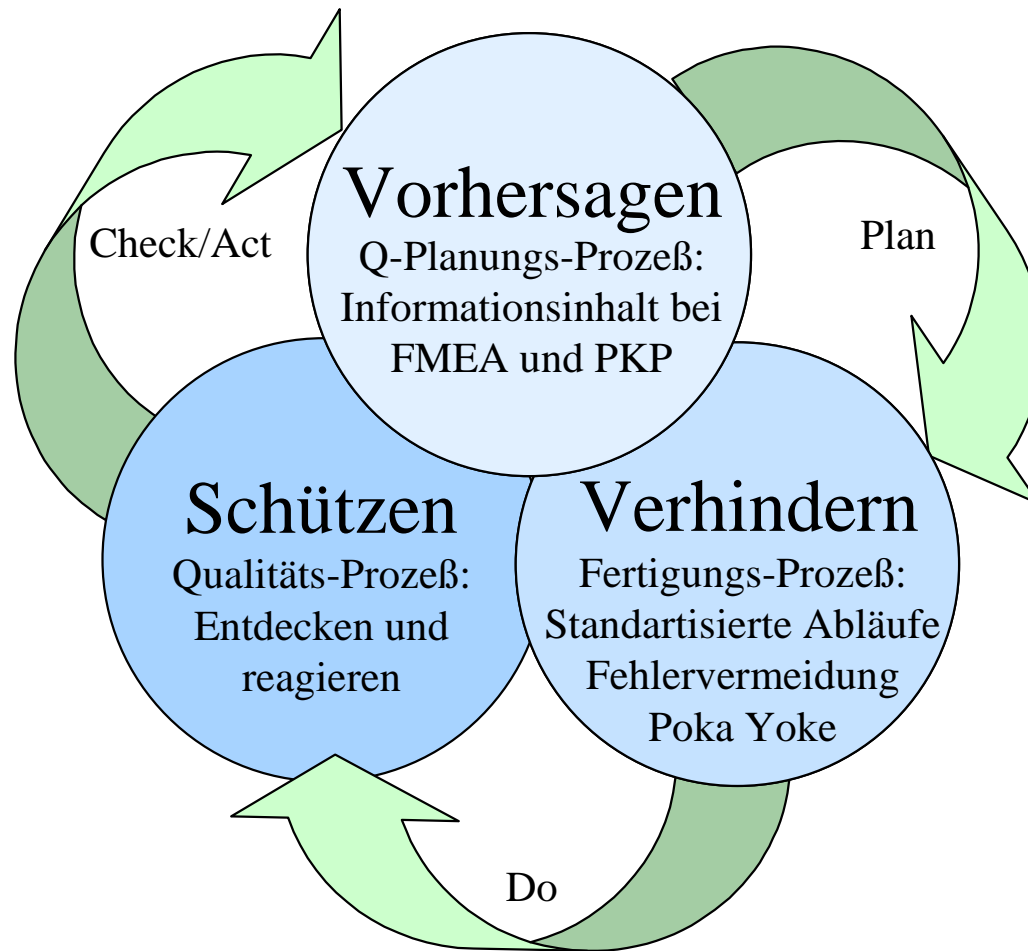 Vorhersagen
Q-Planungs-Prozeß:
Informationsinhalt bei
FMEA und PKP
Check/Act
Plan
Schützen
Qualitäts-Prozeß:
Entdecken und
reagieren
Verhindern
Fertigungs-Prozeß:
Standartisierte Abläufe
Fehlervermeidung
Poka Yoke
Do